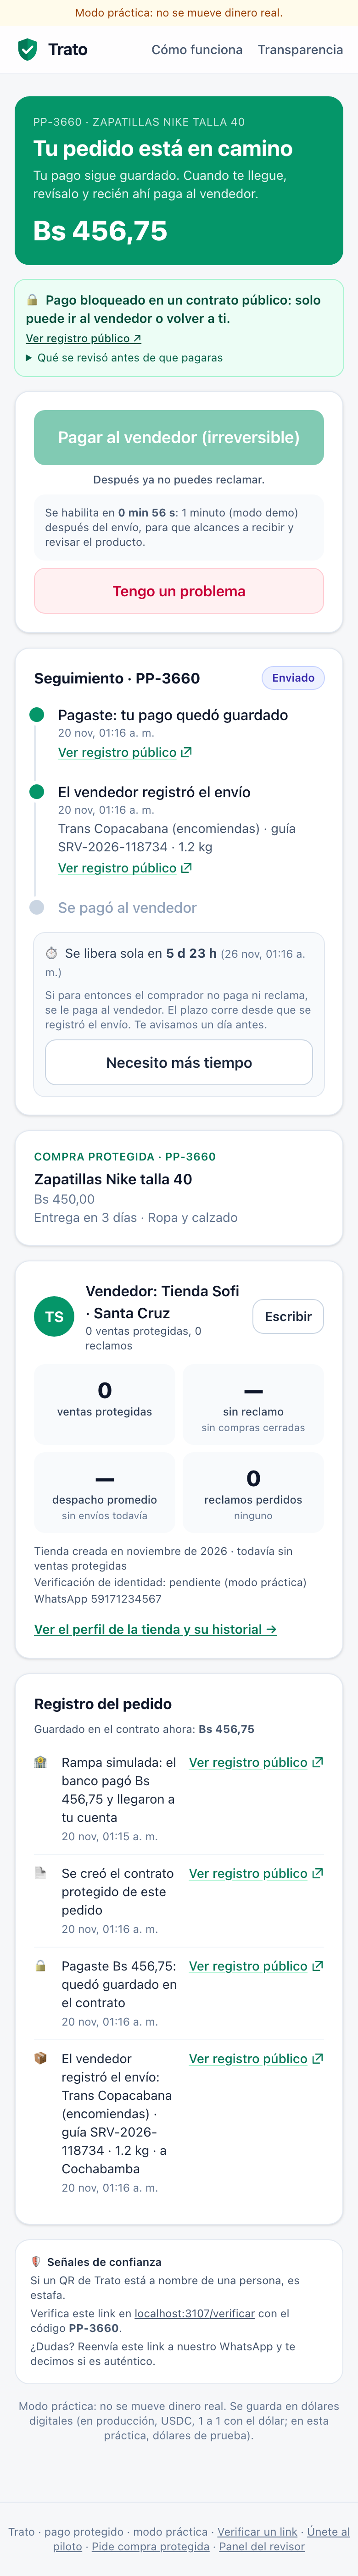 Modo práctica: no se mueve dinero real.
Trato
Cómo funciona
Transparencia
PP-3660 · ZAPATILLAS NIKE TALLA 40
Tu pedido está en camino
Tu pago sigue guardado. Cuando te llegue,
revísalo y recién ahí paga al vendedor.
Bs 456,75
Pago bloqueado en un contrato público: solo
puede ir al vendedor o volver a ti.
Ver registro público ↗
▶ Qué se revisó antes de que pagaras
Pagar al vendedor (irreversible)
Después ya no puedes reclamar.
Se habilita en 0 min 56 s: 1 minuto (modo demo)
después del envío, para que alcances a recibir y
revisar el producto.
Tengo un problema
Seguimiento · PP-3660
Enviado
Pagaste: tu pago quedó guardado
20 nov, 01:16 a. m.
Ver registro público
El vendedor registró el envío
20 nov, 01:16 a. m.
Trans Copacabana (encomiendas) · guía
SRV-2026-118734 · 1.2 kg
Ver registro público
Se pagó al vendedor
Se libera sola en 5 d 23 h (26 nov, 01:16 a.
m.)
Si para entonces el comprador no paga ni reclama,
se le paga al vendedor. El plazo corre desde que se
registró el envío. Te avisamos un día antes.
Necesito más tiempo
COMPRA PROTEGIDA · PP-3660
Zapatillas Nike talla 40
Bs 450,00
Entrega en 3 días · Ropa y calzado
TS
Vendedor: Tienda Sofi
· Santa Cruz
0 ventas protegidas, 0
reclamos
Escribir
0
ventas protegidas
—
sin reclamo
sin compras cerradas
—
despacho promedio
sin envíos todavía
0
reclamos perdidos
ninguno
Tienda creada en noviembre de 2026 · todavía sin
ventas protegidas
Verificación de identidad: pendiente (modo práctica)
WhatsApp 59171234567
Ver el perfil de la tienda y su historial →
Registro del pedido
Guardado en el contrato ahora: Bs 456,75
Rampa simulada: el
banco pagó Bs
456,75 y llegaron a
tu cuenta
20 nov, 01:15 a. m.
Ver registro público
Se creó el contrato
protegido de este
pedido
20 nov, 01:16 a. m.
Ver registro público
Pagaste Bs 456,75:
quedó guardado en
el contrato
20 nov, 01:16 a. m.
Ver registro público
El vendedor
registró el envío:
Trans Copacabana
(encomiendas) ·
guía SRV-2026-
118734 · 1.2 kg · a
Cochabamba
20 nov, 01:16 a. m.
Ver registro público
Señales de confianza
Si un QR de Trato está a nombre de una persona, es
estafa.
Verifica este link en localhost:3107/verificar con el
código PP-3660.
¿Dudas? Reenvía este link a nuestro WhatsApp y te
decimos si es auténtico.
Modo práctica: no se mueve dinero real. Se guarda en dólares
digitales (en producción, USDC, 1 a 1 con el dólar; en esta
práctica, dólares de prueba).
Trato · pago protegido · modo práctica · Verificar un link · Únete al
piloto · Pide compra protegida · Panel del revisor